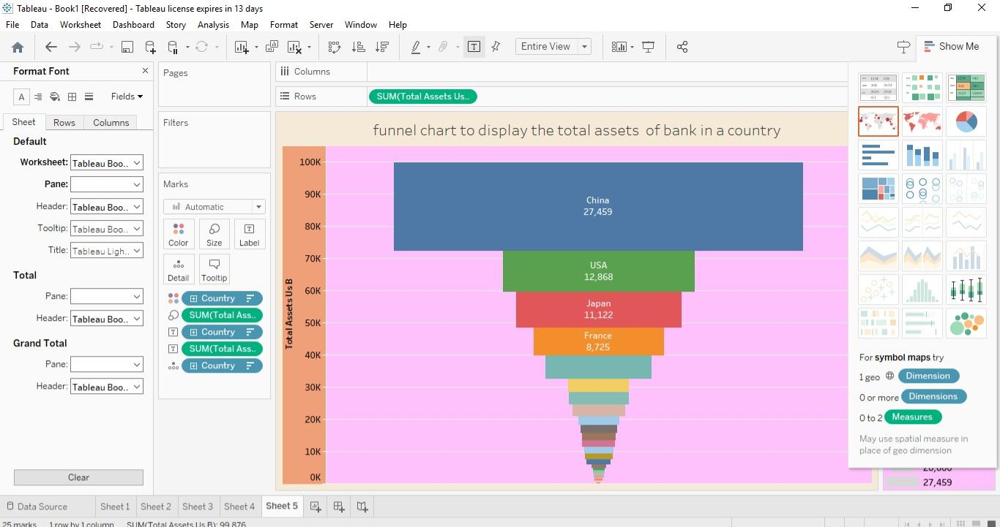 Tableau - Book1 [Recovered] - Tableau license expires in 13 days
File Data Worksheet Dashboard Story Analysis Map Format Server Window Help
Entire View
Show Me
Format Font
Fields
Sheet Rows Columns
Default
Worksheet: Tableau Boo..
Pane:
Header: Tableau Boo..
Tooltip: Tableau Boo..
Title: Tableau Ligh..
Total
Pane:
Header: Tableau Boo..
Grand Total
Pane:
Header: Tableau Boo..
Clear
Pages
Filters
Marks
Automatic
Color Size Label
Detail Tooltip
Country
SUM(Total Ass..
Country
SUM(Total Ass..
Country
Columns
Rows SUM(Total Assets Us..
funnel chart to display the total assets of bank in a country
Total Assets Us B
100K
90K
80K
70K
60K
50K
40K
30K
20K
10K
0K
China
27,459
USA
12,868
Japan
11,122
France
8,725
For symbol maps try
1 geo Dimension
0 or more Dimensions
0 to 2 Measures
May use spatial measure in
place of geo dimension
20,000
27,459
Data Source Sheet 1 Sheet 2 Sheet 3 Sheet 4 Sheet 5
25 marks 1 row by 1 column SUM(Total Assets Us B): 99,876